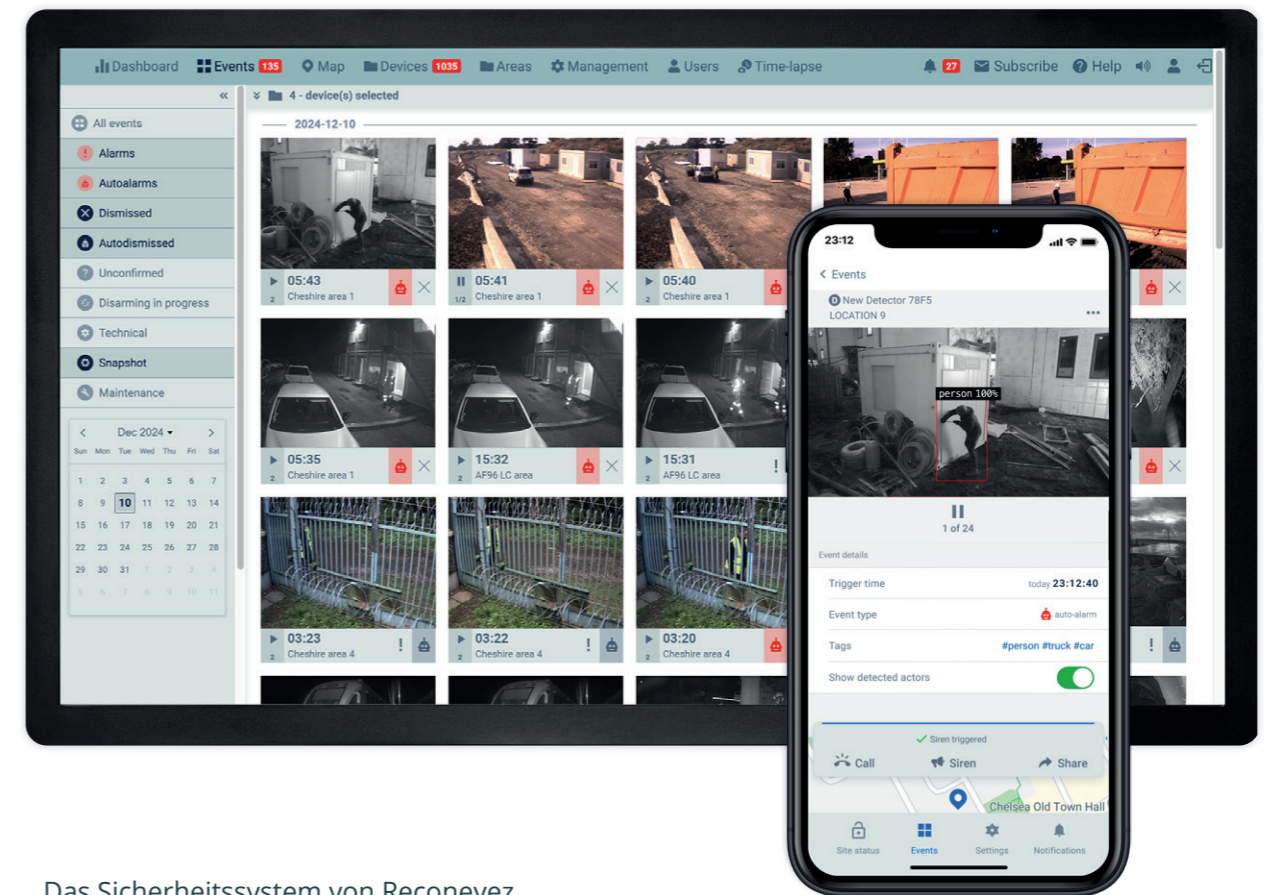 Dashboard Events 135 Map Devices 1035 Areas Management Users Time-lapse 27 Subscribe Help
« 4 - device(s) selected
All events
Alarms
Autoalarms
Dismissed
Autodismissed
Unconfirmed
Disarming in progress
Technical
Snapshot
Maintenance
< Dec 2024 >
Sun Mon Tue Wed Thu Fri Sat
1 2 3 4 5 6 7
8 9 10 11 12 13 14
15 16 17 18 19 20 21
22 23 24 25 26 27 28
29 30 31 1 2 3 4
5 6 7 8 9 10 11
2024-12-10
05:43 05:41 05:40
2 Cheshire area 1 1/2 Cheshire area 1 2 Cheshire area 1
05:35 15:32 15:31 !
2 Cheshire area 1 2 AF96 LC area 2 AF96 LC area
03:23 ! 03:22 ! 03:20 !
2 Cheshire area 4 2 Cheshire area 4 2 Cheshire area 4
23:12
< Events
D New Detector 78F5
LOCATION 9
person 100%
1 of 24
Event details
Trigger time today 23:12:40
Event type auto-alarm
Tags #person #truck #car
Show detected actors
Siren triggered
Call Siren Share
Chelsea Old Town Hall
Site status Events Settings Notifications
Das Sicherheitssystem von Reconeyez